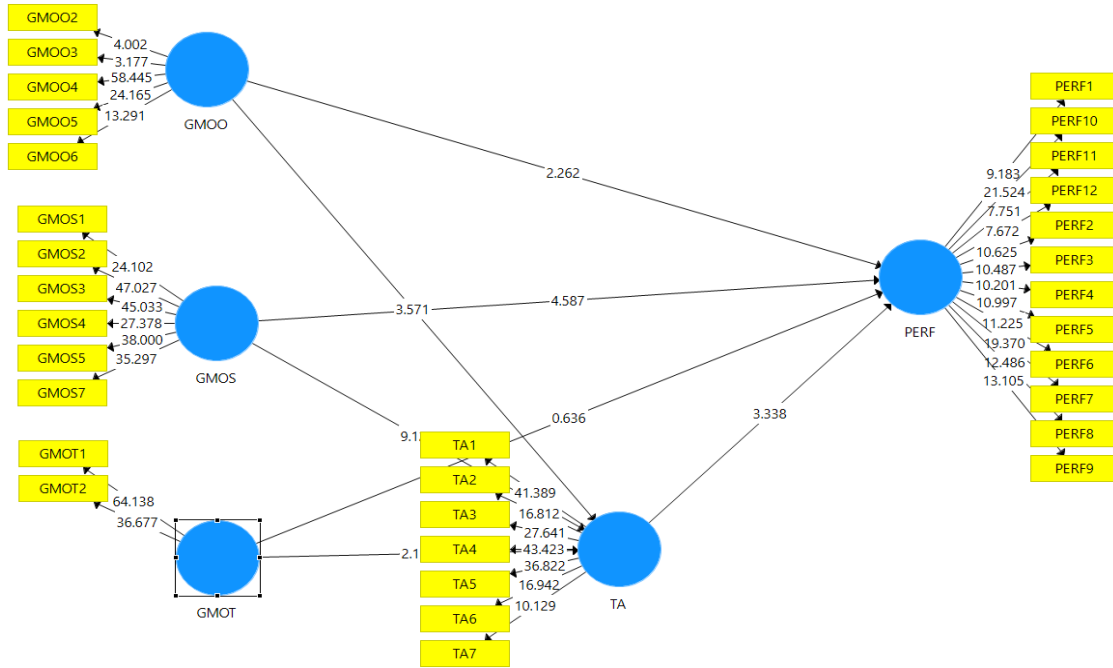 GMOO2
GMOO3
GMOO4
GMOO5
GMOO6
4.002
3.177
58.445
24.165
13.291
GMOO
GMOS1
GMOS2
GMOS3
GMOS4
GMOS5
GMOS7
24.102
47.027
45.033
27.378
38.000
35.297
GMOS
GMOT1
GMOT2
64.138
36.677
GMOT
2.262
3.571
4.587
0.636
3.338
TA1
TA2
TA3
TA4
TA5
TA6
TA7
41.389
16.812
27.641
43.423
36.822
16.942
10.129
TA
PERF
9.183
21.524
7.751
7.672
10.625
10.487
10.201
10.997
11.225
19.370
12.486
13.105
PERF1
PERF10
PERF11
PERF12
PERF2
PERF3
PERF4
PERF5
PERF6
PERF7
PERF8
PERF9